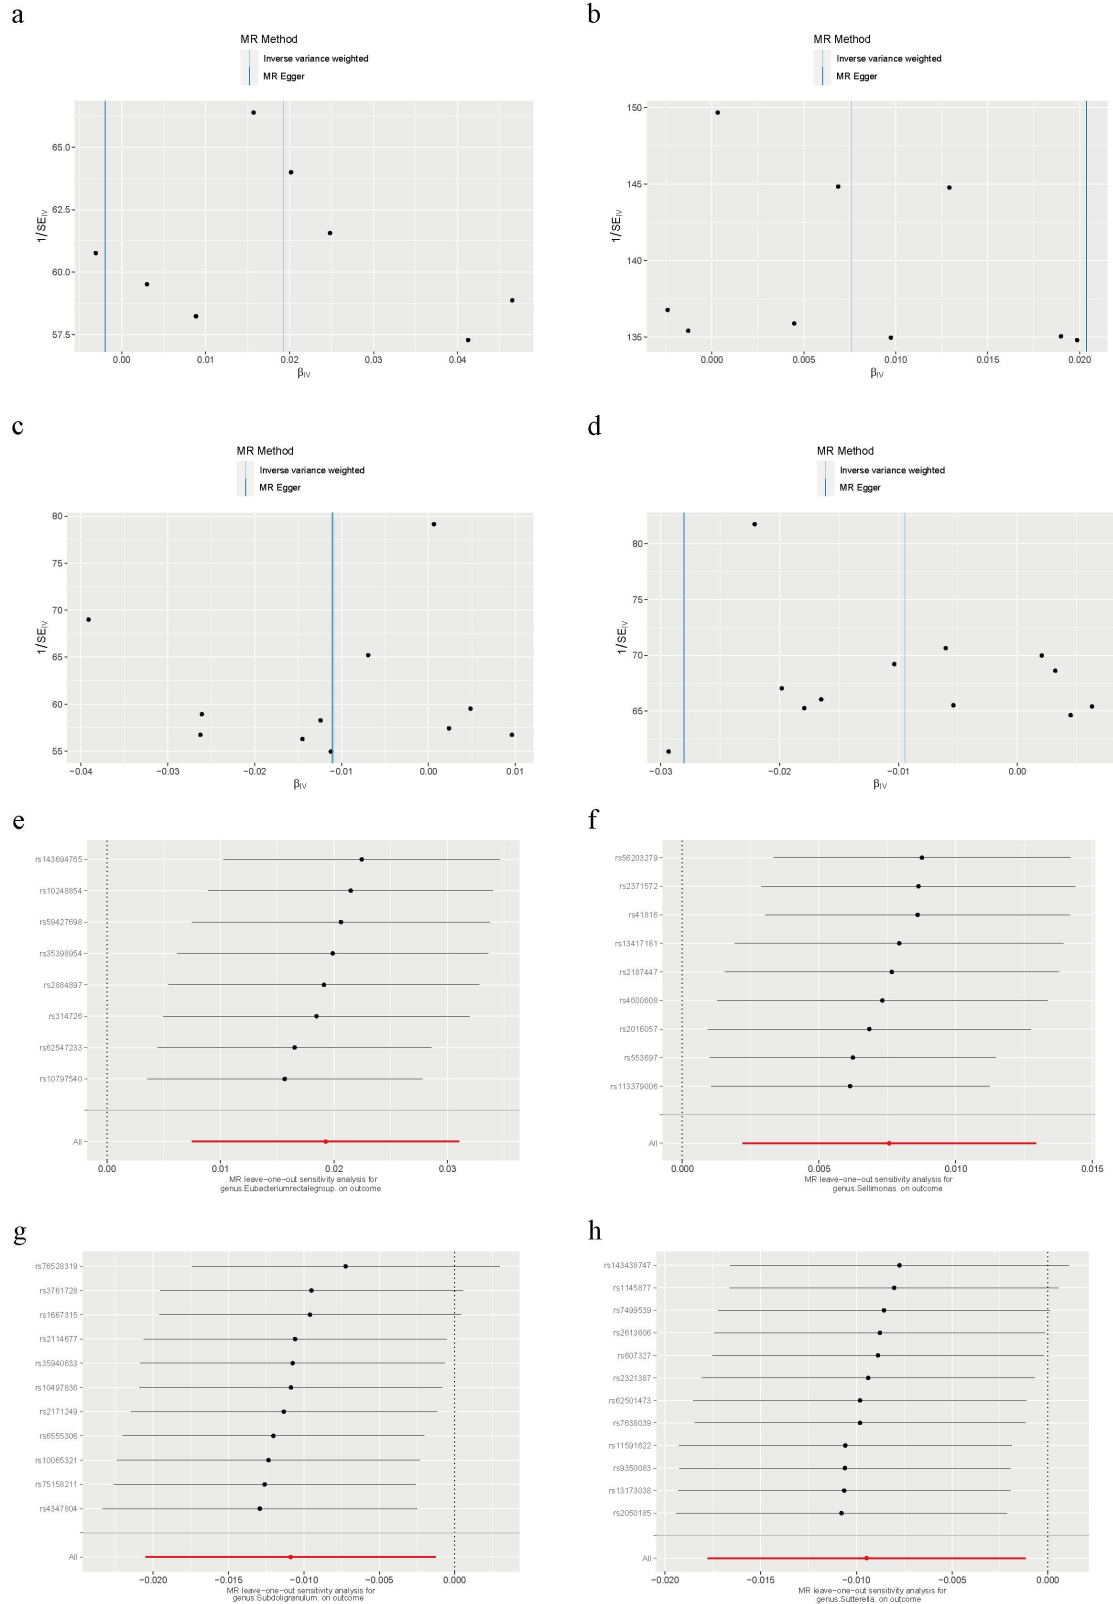 a
MR Method
Inverse variance weighted
MR Egger
65.0
62.5
60.0
57.5
1/SE_IV
0.00 0.01 0.02 0.03 0.04
β_IV
b
MR Method
Inverse variance weighted
MR Egger
150
145
140
135
1/SE_IV
0.000 0.005 0.010 0.015 0.020
β_IV
c
MR Method
Inverse variance weighted
MR Egger
80
75
70
65
60
55
1/SE_IV
−0.04 −0.03 −0.02 −0.01 0.00 0.01
β_IV
d
MR Method
Inverse variance weighted
MR Egger
80
75
70
65
1/SE_IV
−0.03 −0.02 −0.01 0.00
β_IV
e
rs143694765
rs10248854
rs59427698
rs35398954
rs2884897
rs314726
rs62547233
rs10797540
All
0.00 0.01 0.02 0.03
MR leave−one−out sensitivity analysis for
genus.Eubacteriumrectalegroup. on outcome
f
rs56203279
rs2371572
rs41816
rs13417181
rs2187447
rs4600608
rs2016057
rs553697
rs113379006
All
0.000 0.005 0.010 0.015
MR leave−one−out sensitivity analysis for
genus.Sellimonas. on outcome
g
rs76528319
rs3761728
rs1667315
rs2114677
rs35940633
rs10497836
rs2171249
rs6555306
rs10065321
rs75158211
rs4347804
All
−0.020 −0.015 −0.010 −0.005 0.000
MR leave−one−out sensitivity analysis for
genus.Subdoligranulum. on outcome
h
rs143438747
rs1145877
rs7499539
rs2613606
rs607327
rs2321387
rs62501473
rs7638039
rs11591622
rs9350083
rs13173038
rs2050185
All
−0.020 −0.015 −0.010 −0.005 0.000
MR leave−one−out sensitivity analysis for
genus.Sutterella. on outcome